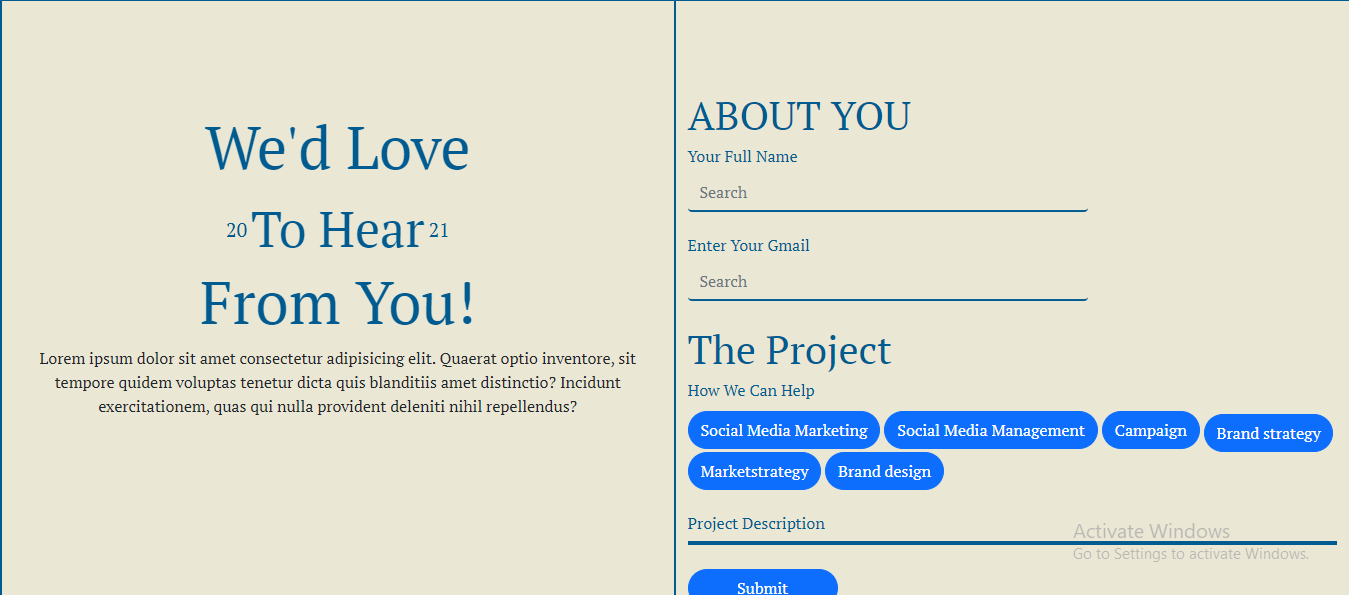 We'd Love
20 To Hear 21
From You!
Lorem ipsum dolor sit amet consectetur adipisicing elit. Quaerat optio inventore, sit
tempore quidem voluptas tenetur dicta quis blanditiis amet distinctio? Incidunt
exercitationem, quas qui nulla provident deleniti nihil repellendus?
ABOUT YOU
Your Full Name
Search
Enter Your Gmail
Search
The Project
How We Can Help
Social Media Marketing Social Media Management Campaign Brand strategy
Marketstrategy Brand design
Project Description
Activate Windows
Go to Settings to activate Windows.
Submit